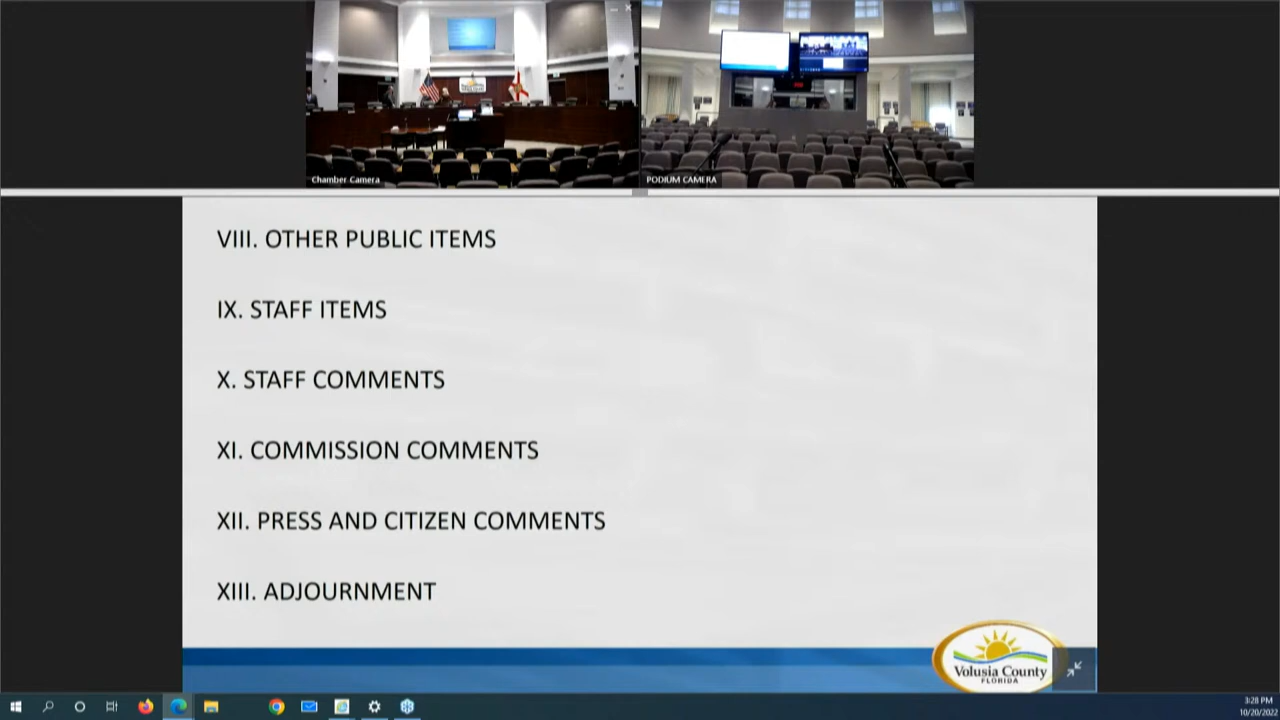 Chamber Camera
PODIUM CAMERA
VIII. OTHER PUBLIC ITEMS
IX. STAFF ITEMS
X. STAFF COMMENTS
XI. COMMISSION COMMENTS
XII. PRESS AND CITIZEN COMMENTS
XIII. ADJOURNMENT
Volusia County
FLORIDA
3:28 PM
10/20/2022